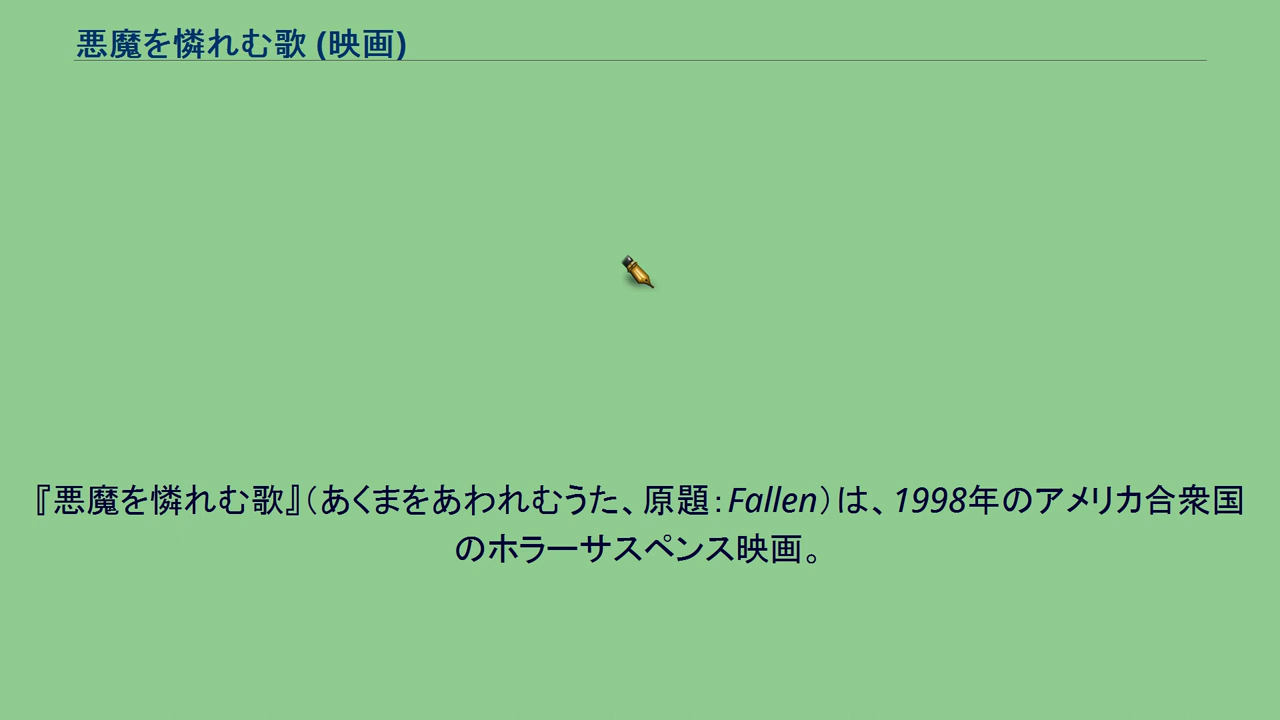 悪魔を憐れむ歌 (映画)
『悪魔を憐れむ歌』（あくまをあわれむうた、原題：Fallen）は、1998年のアメリカ合衆国
のホラーサスペンス映画。